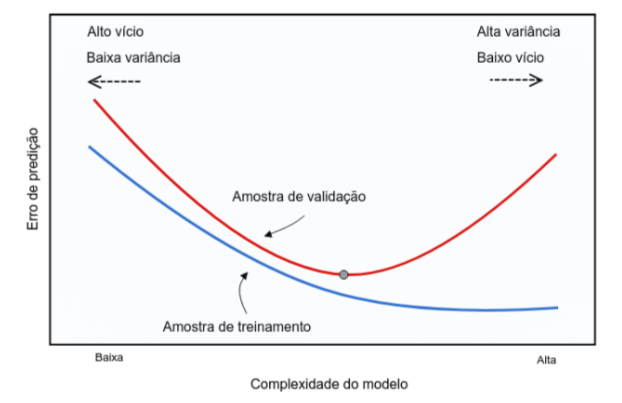 Alto vício
Baixa variância
Alta variância
Baixo vício
Erro de predição
Amostra de validação
Amostra de treinamento
Baixa
Alta
Complexidade do modelo